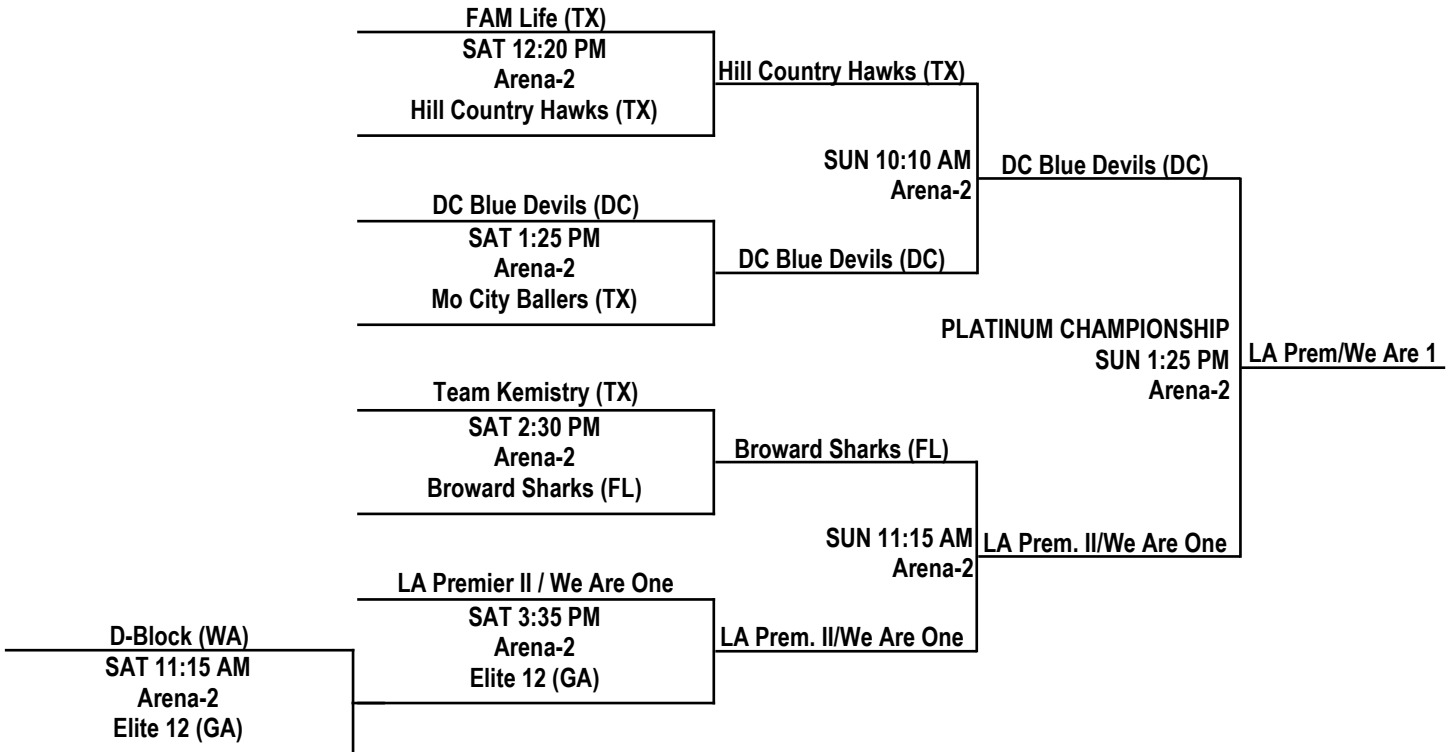 FAM Life (TX)
SAT 12:20 PM
Arena-2
Hill Country Hawks (TX)
Hill Country Hawks (TX)
SUN 10:10 AM
Arena-2
DC Blue Devils (DC)
DC Blue Devils (DC)
SAT 1:25 PM
Arena-2
Mo City Ballers (TX)
DC Blue Devils (DC)
PLATINUM CHAMPIONSHIP
SUN 1:25 PM
Arena-2
LA Prem/We Are 1
Team Kemistry (TX)
SAT 2:30 PM
Arena-2
Broward Sharks (FL)
Broward Sharks (FL)
SUN 11:15 AM
Arena-2
LA Prem. II/We Are One
LA Premier II / We Are One
SAT 3:35 PM
Arena-2
Elite 12 (GA)
LA Prem. II/We Are One
D-Block (WA)
SAT 11:15 AM
Arena-2
Elite 12 (GA)